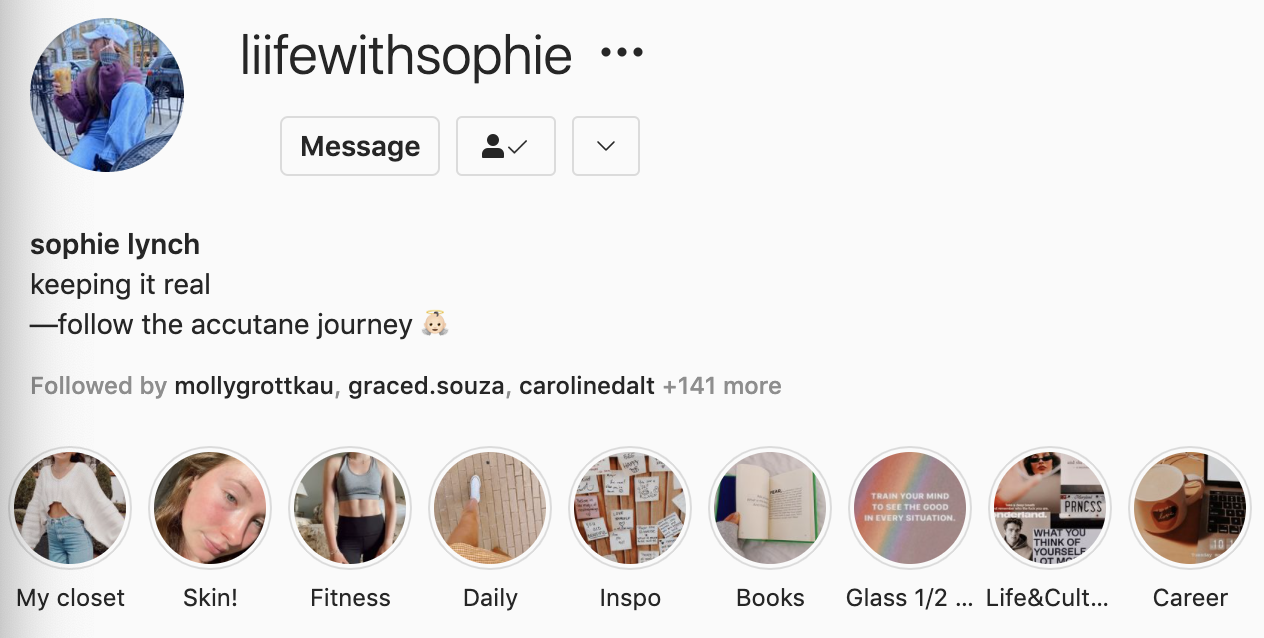 liifewithsophie
Message
sophie lynch
keeping it real
—follow the accutane journey 👼🏻
Followed by mollygrottkau, graced.souza, carolinedalt +141 more
TRAIN YOUR MIND
TO SEE THE GOOD
IN EVERY SITUATION.
PRNCSS
nderland.
WHAT YOU
THINK OF
YOURSELF
My closet
Skin!
Fitness
Daily
Inspo
Books
Glass 1/2 ...
Life&Cult...
Career